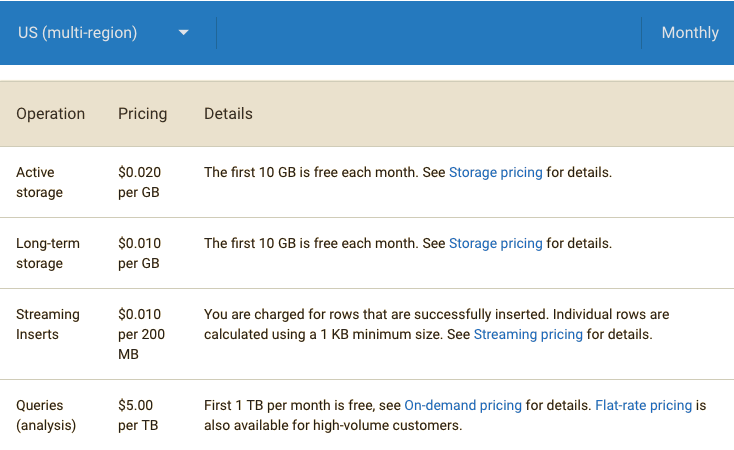 US (multi-region)
Monthly
Operation Pricing Details
Active
storage
$0.020
per GB
The first 10 GB is free each month. See Storage pricing for details.
Long-term
storage
$0.010
per GB
The first 10 GB is free each month. See Storage pricing for details.
Streaming
Inserts
$0.010
per 200
MB
You are charged for rows that are successfully inserted. Individual rows are
calculated using a 1 KB minimum size. See Streaming pricing for details.
Queries
(analysis)
$5.00
per TB
First 1 TB per month is free, see On-demand pricing for details. Flat-rate pricing is
also available for high-volume customers.